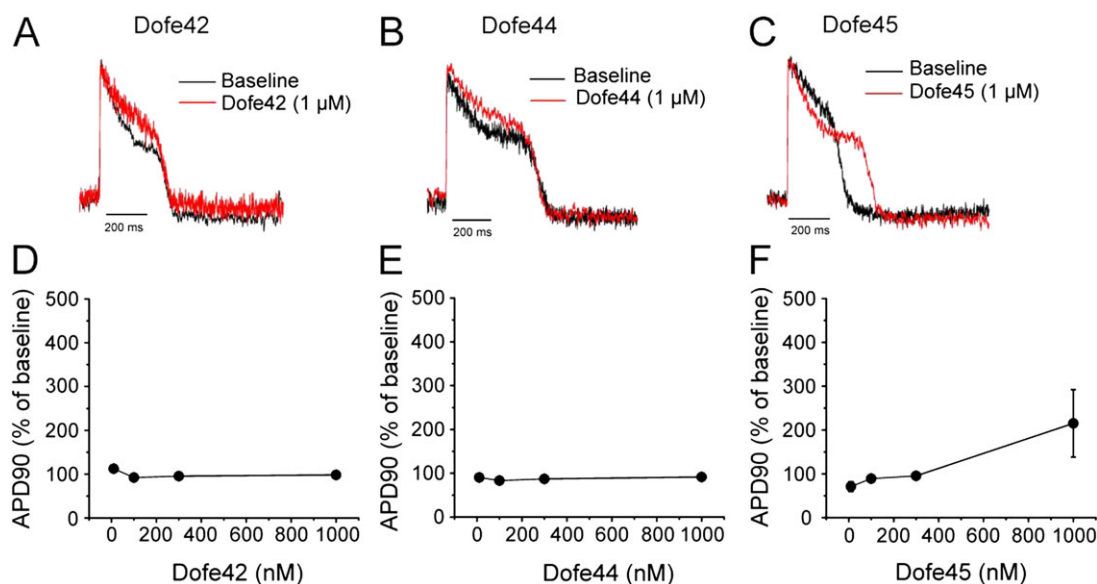 A Dofe42
Baseline
Dofe42 (1 µM)
200 ms
B Dofe44
Baseline
Dofe44 (1 µM)
200 ms
C Dofe45
Baseline
Dofe45 (1 µM)
200 ms
D
APD90 (% of baseline)
500
400
300
200
100
0
0 200 400 600 800 1000
Dofe42 (nM)
E
APD90 (% of baseline)
500
400
300
200
100
0
0 200 400 600 800 1000
Dofe44 (nM)
F
APD90 (% of baseline)
500
400
300
200
100
0
0 200 400 600 800 1000
Dofe45 (nM)